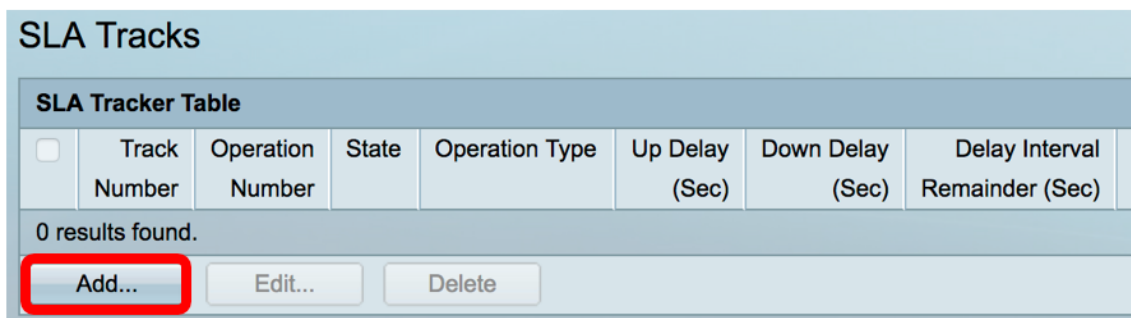 SLA Tracks
SLA Tracker Table
Track Number
Operation Number
State
Operation Type
Up Delay (Sec)
Down Delay (Sec)
Delay Interval Remainder (Sec)
0 results found.
Add...
Edit...
Delete